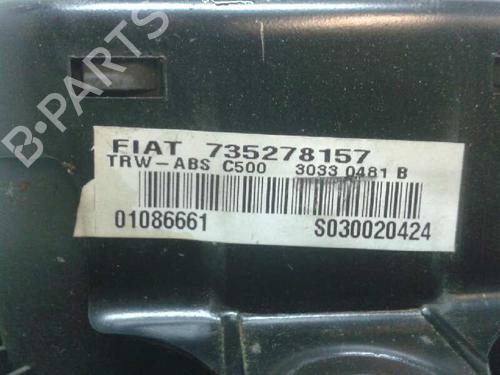 B-PARTS
FIAT 735278157
TRW-ABS C500 3033 0481 B
01086661 S030020424